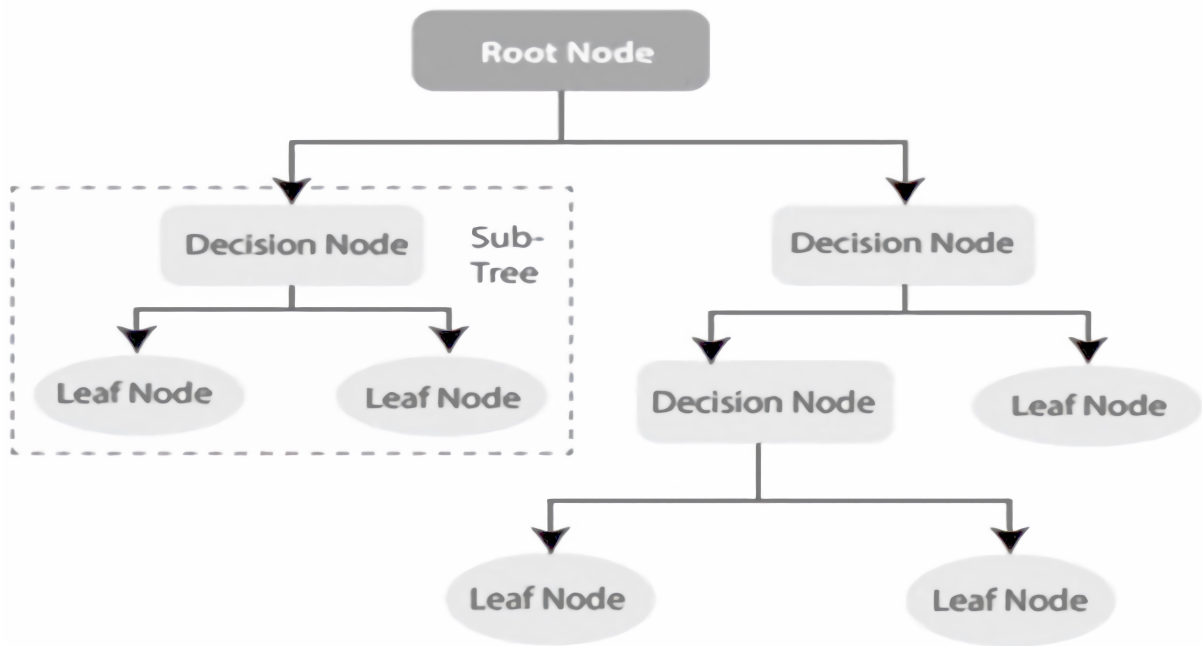 Root Node
Decision Node
Sub-
Tree
Decision Node
Leaf Node
Leaf Node
Decision Node
Leaf Node
Leaf Node
Leaf Node